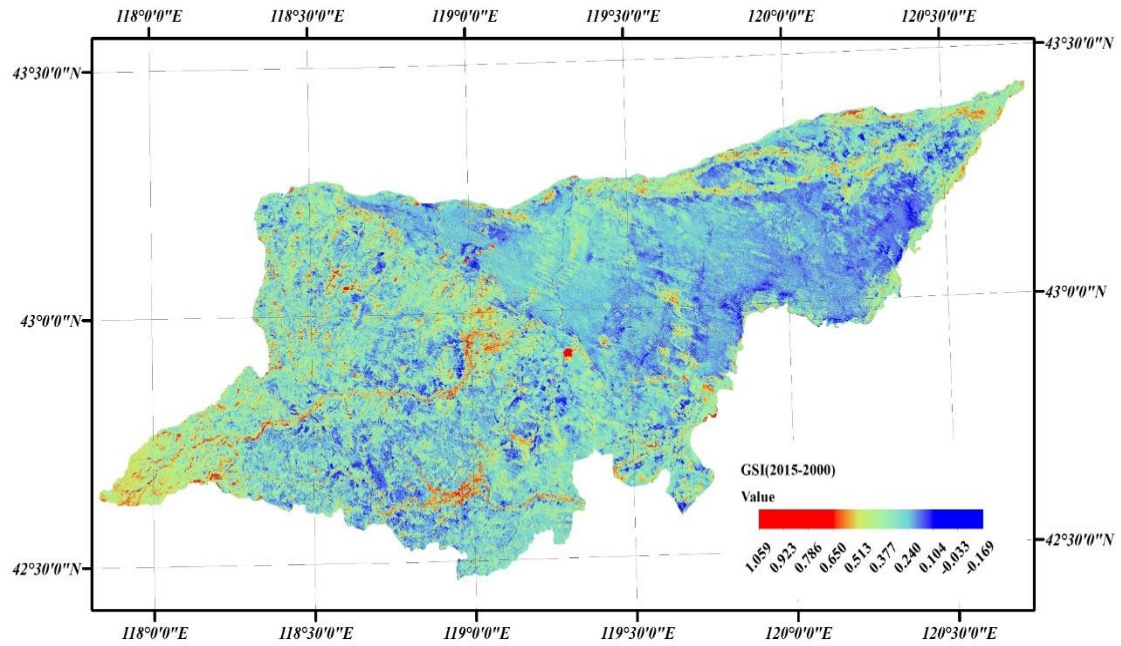 118°0'0"E 118°30'0"E 119°0'0"E 119°30'0"E 120°0'0"E 120°30'0"E
43°30'0"N 43°30'0"N
43°0'0"N 43°0'0"N
GSI(2015-2000)
Value
1.059 0.923 0.786 0.650 0.513 0.377 0.240 0.104 -0.033 -0.169
42°30'0"N 42°30'0"N
118°0'0"E 118°30'0"E 119°0'0"E 119°30'0"E 120°0'0"E 120°30'0"E